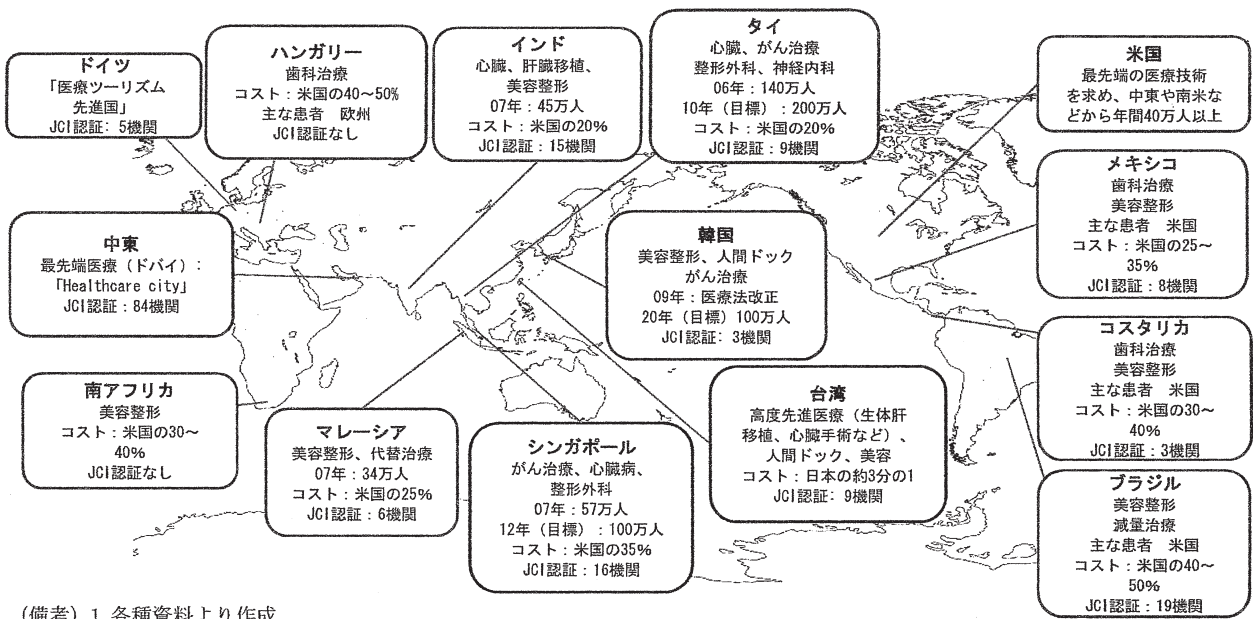 ドイツ
「医療ツーリズム
先進国」
JCI認証: 5機関
ハンガリー
歯科治療
コスト：米国の40～50%
主な患者　欧州
JCI認証なし
インド
心臓、肝臓移植、
美容整形
07年：45万人
コスト：米国の20%
JCI認証：15機関
タイ
心臓、がん治療
整形外科、神経内科
06年：140万人
10年（目標）：200万人
コスト：米国の20%
JCI認証：9機関
米国
最先端の医療技術
を求め、中東や南米な
どから年間40万人以上
中東
最先端医療（ドバイ）：
「Healthcare city」
JCI認証：84機関
韓国
美容整形、人間ドック
がん治療
09年：医療法改正
20年（目標）100万人
JCI認証: 3機関
メキシコ
歯科治療
美容整形
主な患者　米国
コスト：米国の25～
35%
JCI認証：8機関
南アフリカ
美容整形
コスト：米国の30～
40%
JCI認証なし
マレーシア
美容整形、代替治療
07年：34万人
コスト：米国の25%
JCI認証：6機関
シンガポール
がん治療、心臓病、
整形外科
07年：57万人
12年（目標）：100万人
コスト：米国の35%
JCI認証：16機関
台湾
高度先進医療（生体肝
移植、心臓手術など）、
人間ドック、美容
コスト：日本の約3分の1
JCI認証: 9機関
コスタリカ
歯科治療
美容整形
主な患者　米国
コスト：米国の30～
40%
JCI認証：3機関
ブラジル
美容整形
減量治療
主な患者　米国
コスト：米国の40～
50%
JCI認証：19機関
（備考）1.各種資料より作成